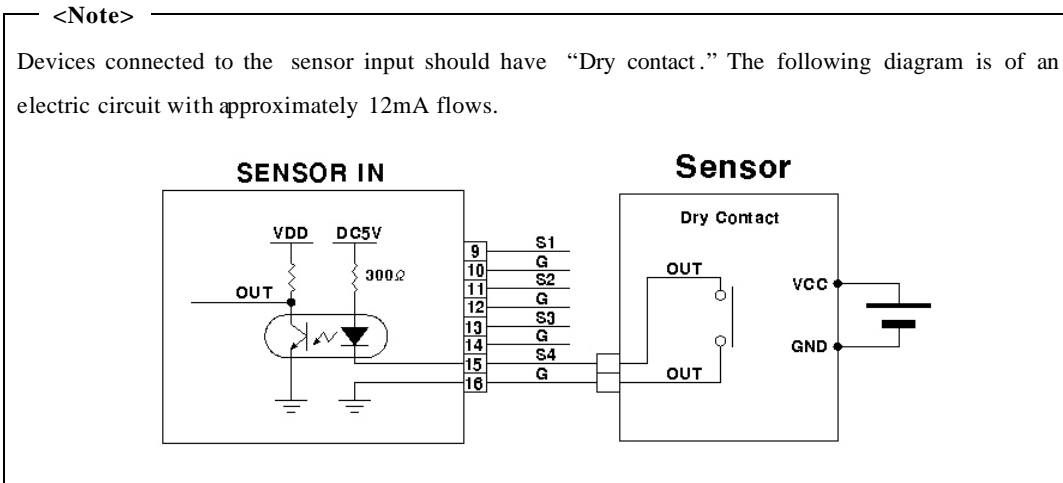 <Note>
Devices connected to the sensor input should have “Dry contact.” The following diagram is of an
electric circuit with approximately 12mA flows.
SENSOR IN
Sensor
Dry Contact
VDD
DC5V
300Ω
OUT
9
S1
10
G
11
S2
12
G
13
S3
14
G
15
S4
16
G
OUT
OUT
VCC
GND